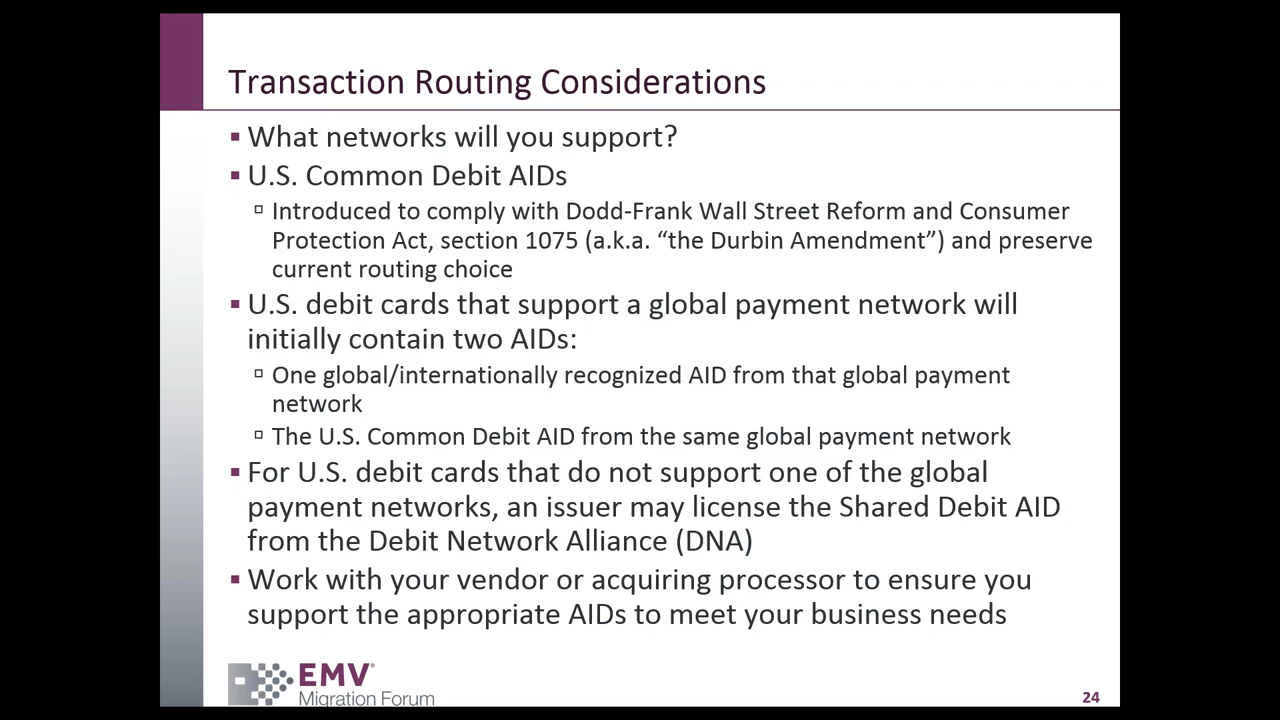 Transaction Routing Considerations
▪ What networks will you support?
▪ U.S. Common Debit AIDs
▫ Introduced to comply with Dodd-Frank Wall Street Reform and Consumer
Protection Act, section 1075 (a.k.a. “the Durbin Amendment”) and preserve
current routing choice
▪ U.S. debit cards that support a global payment network will
initially contain two AIDs:
▫ One global/internationally recognized AID from that global payment
network
▫ The U.S. Common Debit AID from the same global payment network
▪ For U.S. debit cards that do not support one of the global
payment networks, an issuer may license the Shared Debit AID
from the Debit Network Alliance (DNA)
▪ Work with your vendor or acquiring processor to ensure you
support the appropriate AIDs to meet your business needs
EMV®
Migration Forum
24